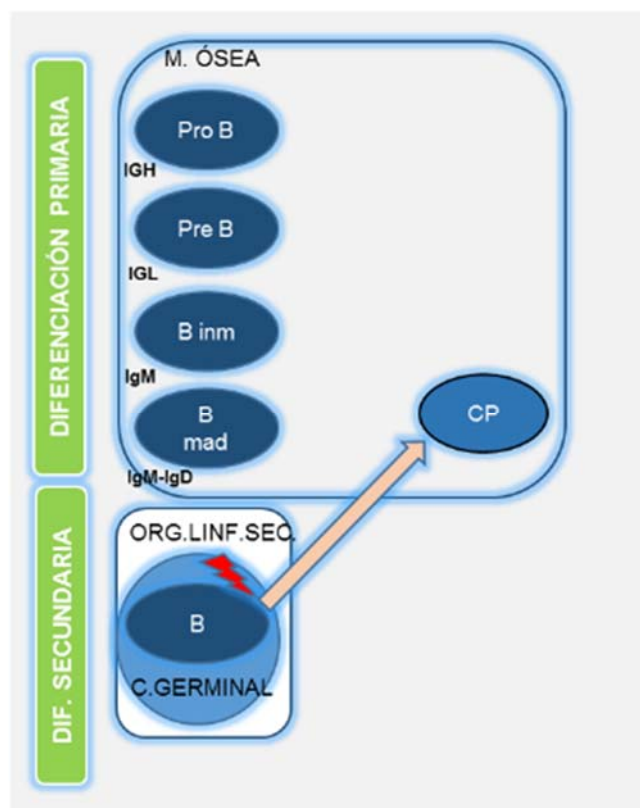 DIFERENCIACIÓN PRIMARIA
M. ÓSEA
Pro B
IGH
Pre B
IGL
B inm
IgM
B
mad
IgM-IgD
CP
DIF. SECUNDARIA
ORG.LINF.SEC.
B
C.GERMINAL